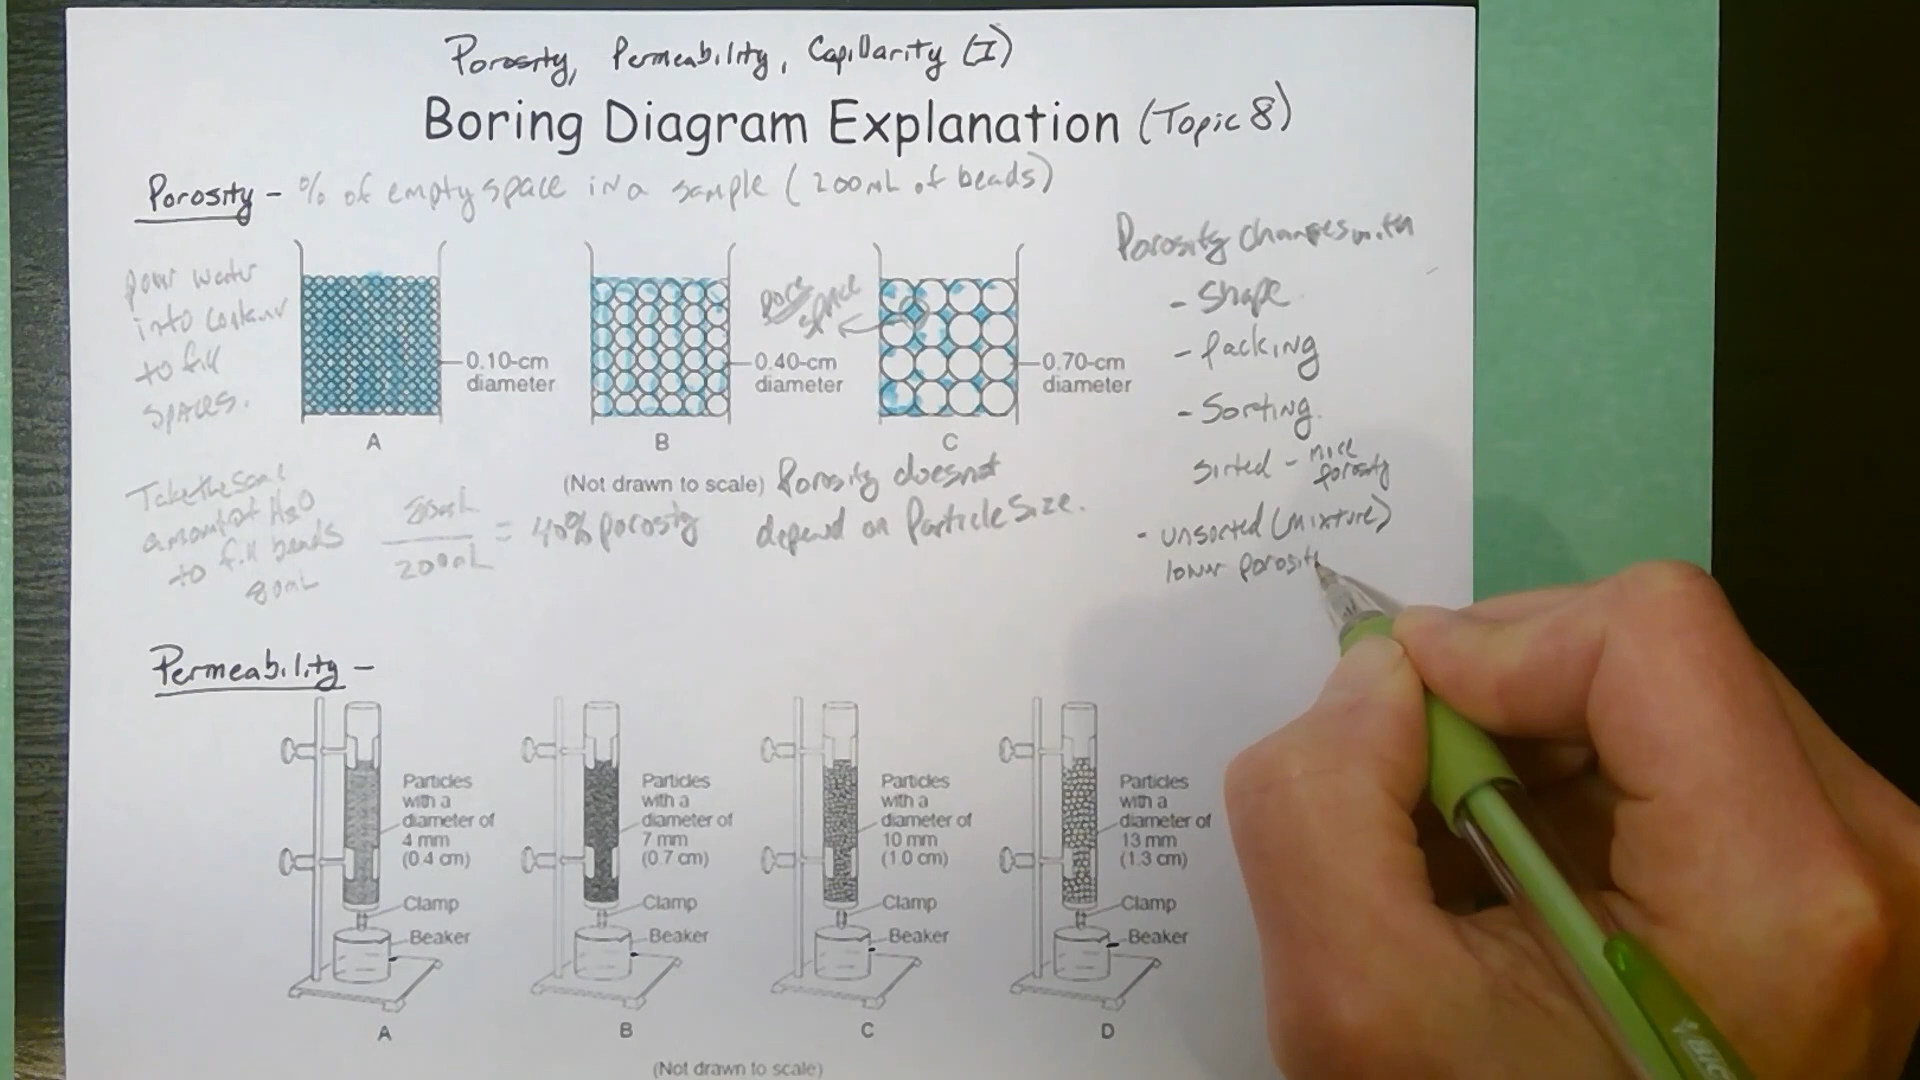 Porosity, Permeability, Capillarity (I)
Boring Diagram Explanation (Topic 8)
Porosity - % of empty space in a sample (200mL of beads)
pour water
into container
to fill
spaces.
0.10-cm
diameter
A
0.40-cm
diameter
B
Pore
space
0.70-cm
diameter
C
(Not drawn to scale)
Porosity changes with
- Shape
- Packing
- Sorting.
sorted - nice
porosity
- unsorted (mixture)
lower porosit
Take the same
amount of H2O
to fill beads
80mL
80mL
200mL
= 40% porosity
Porosity does not
depend on Particle Size.
Permeability -
Particles
with a
diameter of
4 mm
(0.4 cm)
Clamp
Beaker
A
Particles
with a
diameter of
7 mm
(0.7 cm)
Clamp
Beaker
B
Particles
with a
diameter of
10 mm
(1.0 cm)
Clamp
Beaker
C
Particles
with a
diameter of
13 mm
(1.3 cm)
Clamp
Beaker
D
(Not drawn to scale)